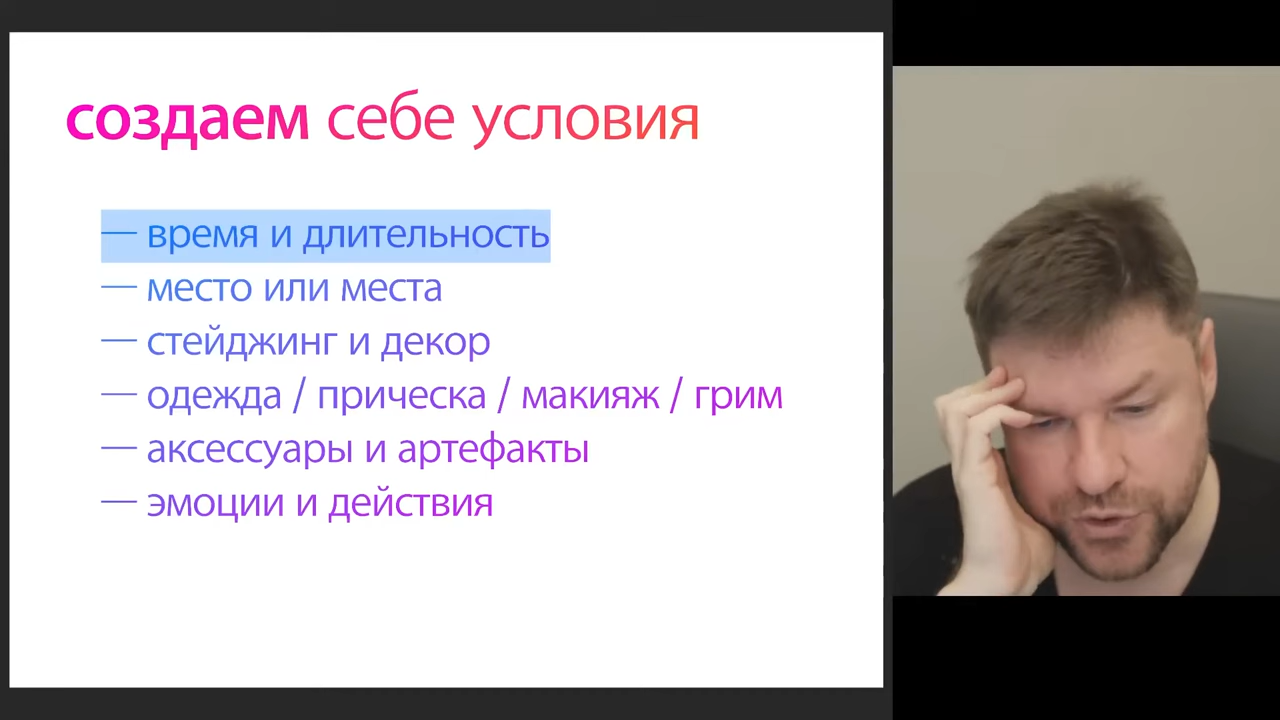 создаем себе условия
— время и длительность
— место или места
— стейджинг и декор
— одежда / прическа / макияж / грим
— аксессуары и артефакты
— эмоции и действия